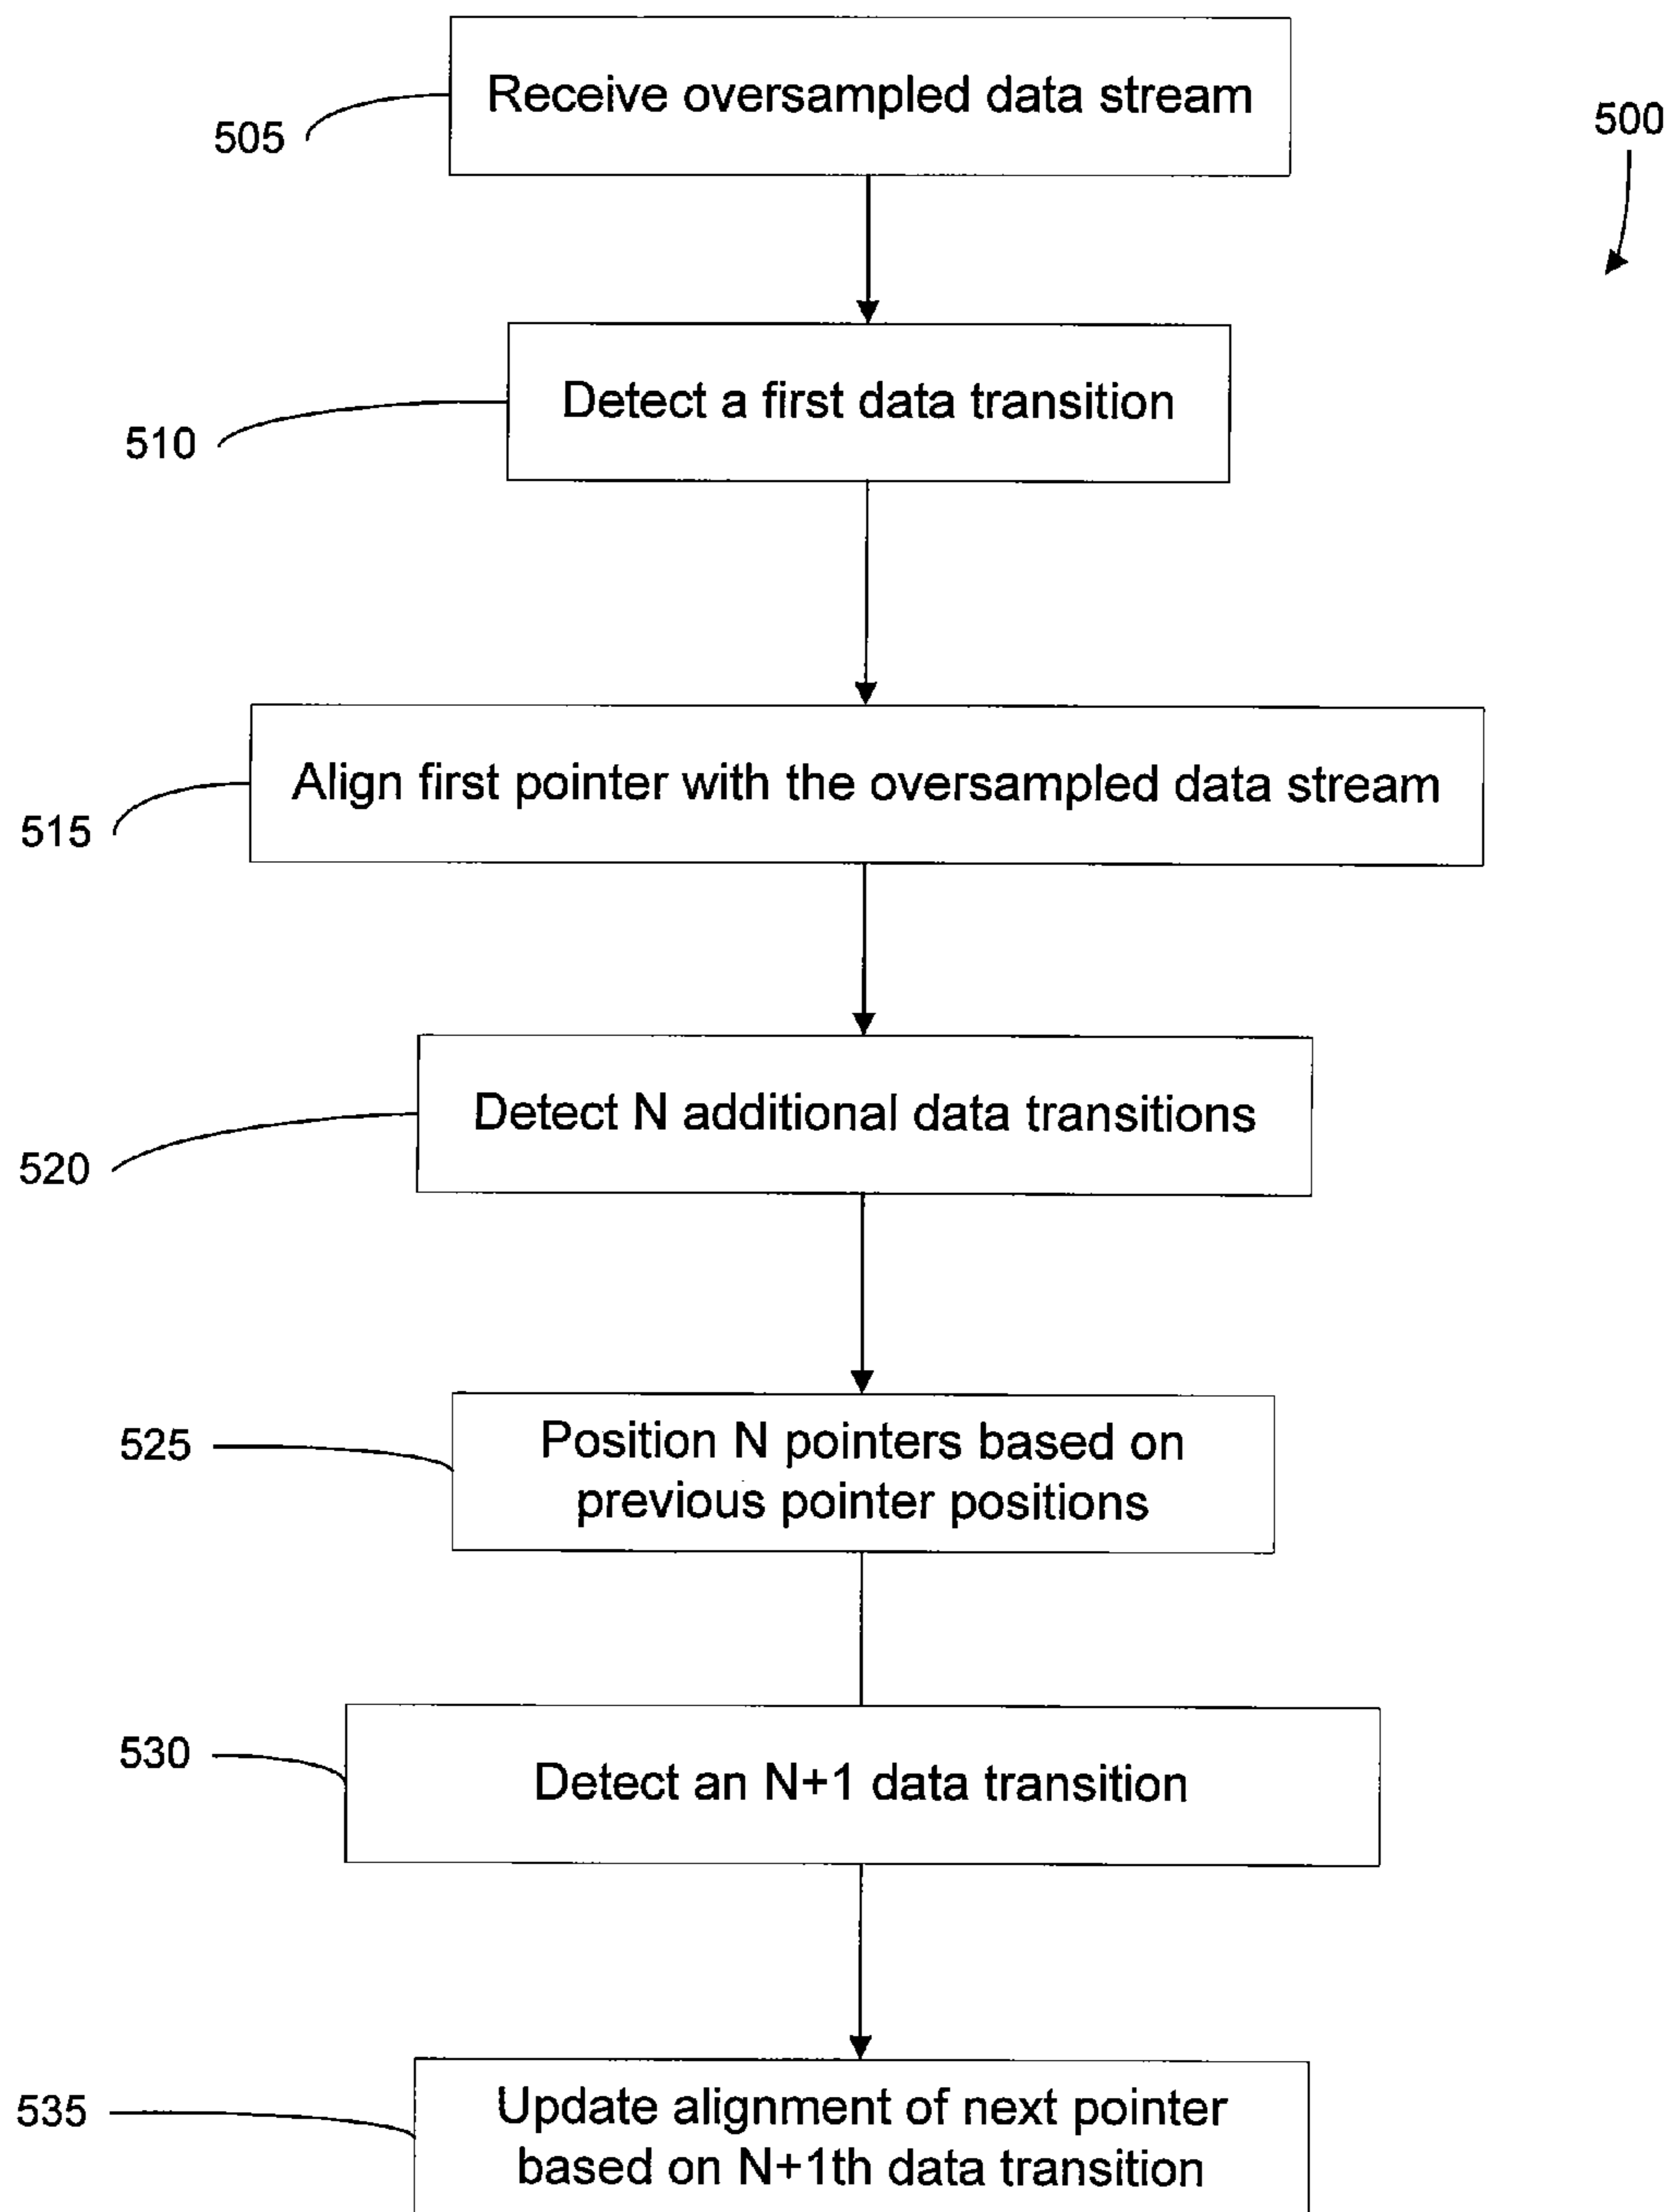 Receive oversampled data stream
505
500
Detect a first data transition
510
Align first pointer with the oversampled data stream
515
Detect N additional data transitions
520
525
Position N pointers based on
previous pointer positions
530
Detect an N+1 data transition
535
Update alignment of next pointer
based on N+1th data transition